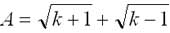 A = √(k + 1) + √(k − 1)